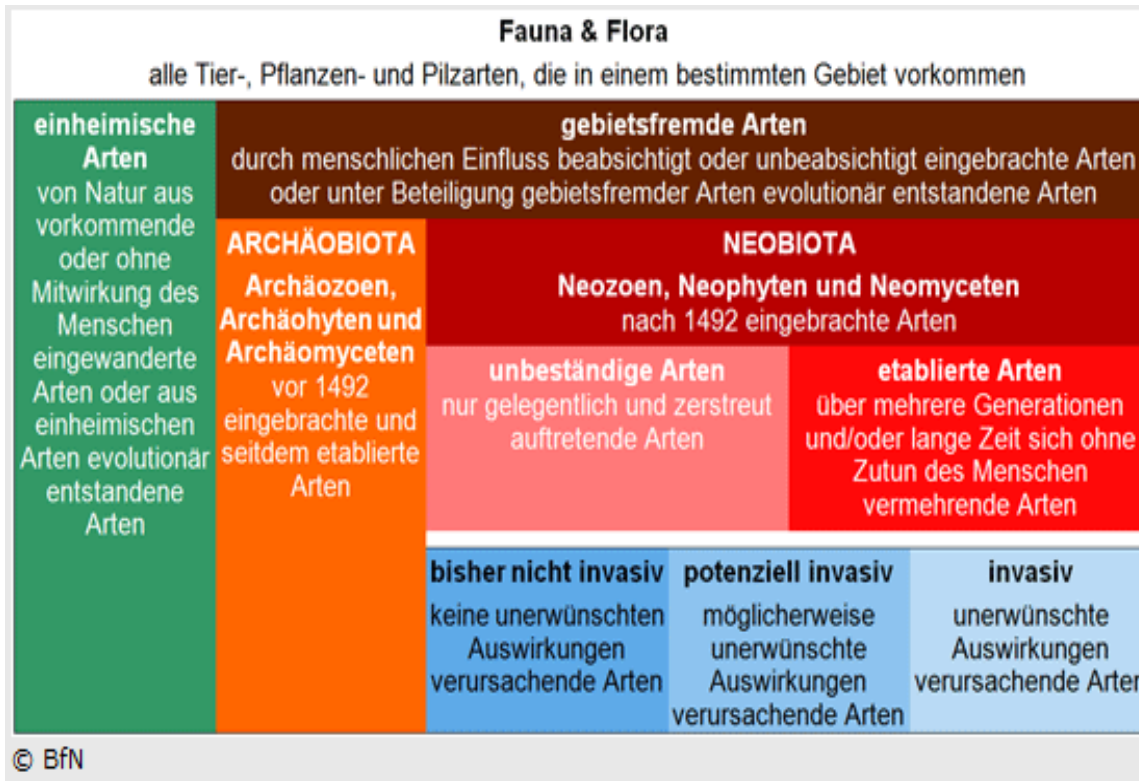 Fauna & Flora
alle Tier-, Pflanzen- und Pilzarten, die in einem bestimmten Gebiet vorkommen
einheimische
Arten
von Natur aus
vorkommende
oder ohne
Mitwirkung des
Menschen
eingewanderte
Arten oder aus
einheimischen
Arten evolutionär
entstandene
Arten
gebietsfremde Arten
durch menschlichen Einfluss beabsichtigt oder unbeabsichtigt eingebrachte Arten
oder unter Beteiligung gebietsfremder Arten evolutionär entstandene Arten
ARCHÄOBIOTA
Archäozoen,
Archäohyten und
Archäomyceten
vor 1492
eingebrachte und
seitdem etablierte
Arten
NEOBIOTA
Neozoen, Neophyten und Neomyceten
nach 1492 eingebrachte Arten
unbeständige Arten
nur gelegentlich und zerstreut
auftretende Arten
etablierte Arten
über mehrere Generationen
und/oder lange Zeit sich ohne
Zutun des Menschen
vermehrende Arten
bisher nicht invasiv
keine unerwünschten
Auswirkungen
verursachende Arten
potenziell invasiv
möglicherweise
unerwünschte
Auswirkungen
verursachende Arten
invasiv
unerwünschte
Auswirkungen
verursachende Arten
© BfN